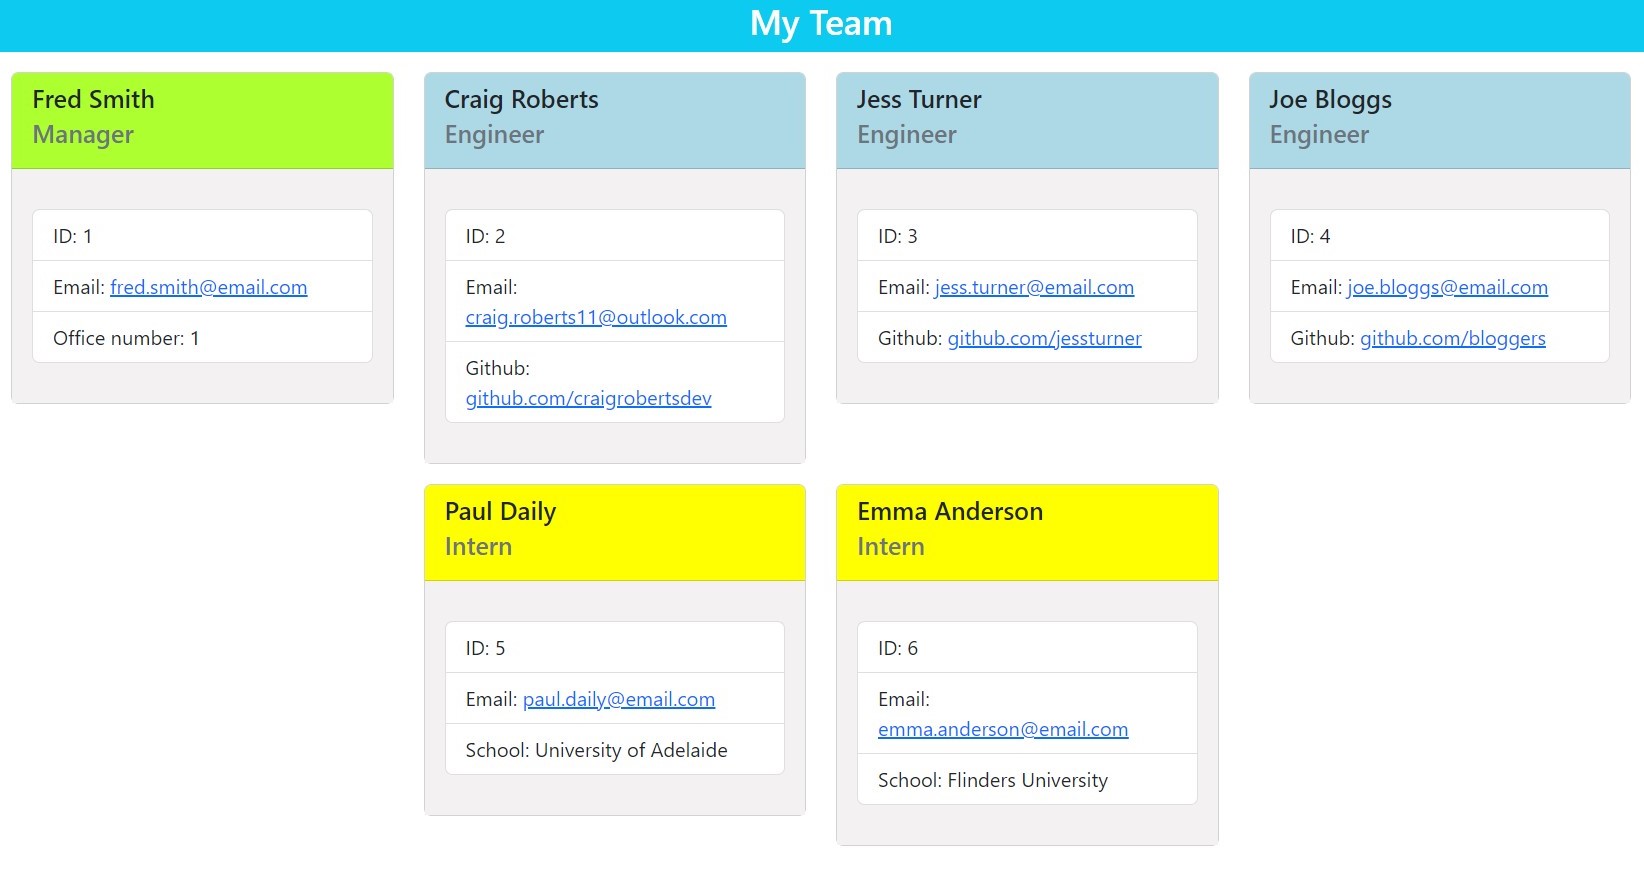 My Team
Fred Smith
Manager
ID: 1
Email: fred.smith@email.com
Office number: 1
Craig Roberts
Engineer
ID: 2
Email:
craig.roberts11@outlook.com
Github:
github.com/craigrobertsdev
Jess Turner
Engineer
ID: 3
Email: jess.turner@email.com
Github: github.com/jessturner
Joe Bloggs
Engineer
ID: 4
Email: joe.bloggs@email.com
Github: github.com/bloggers
Paul Daily
Intern
ID: 5
Email: paul.daily@email.com
School: University of Adelaide
Emma Anderson
Intern
ID: 6
Email:
emma.anderson@email.com
School: Flinders University